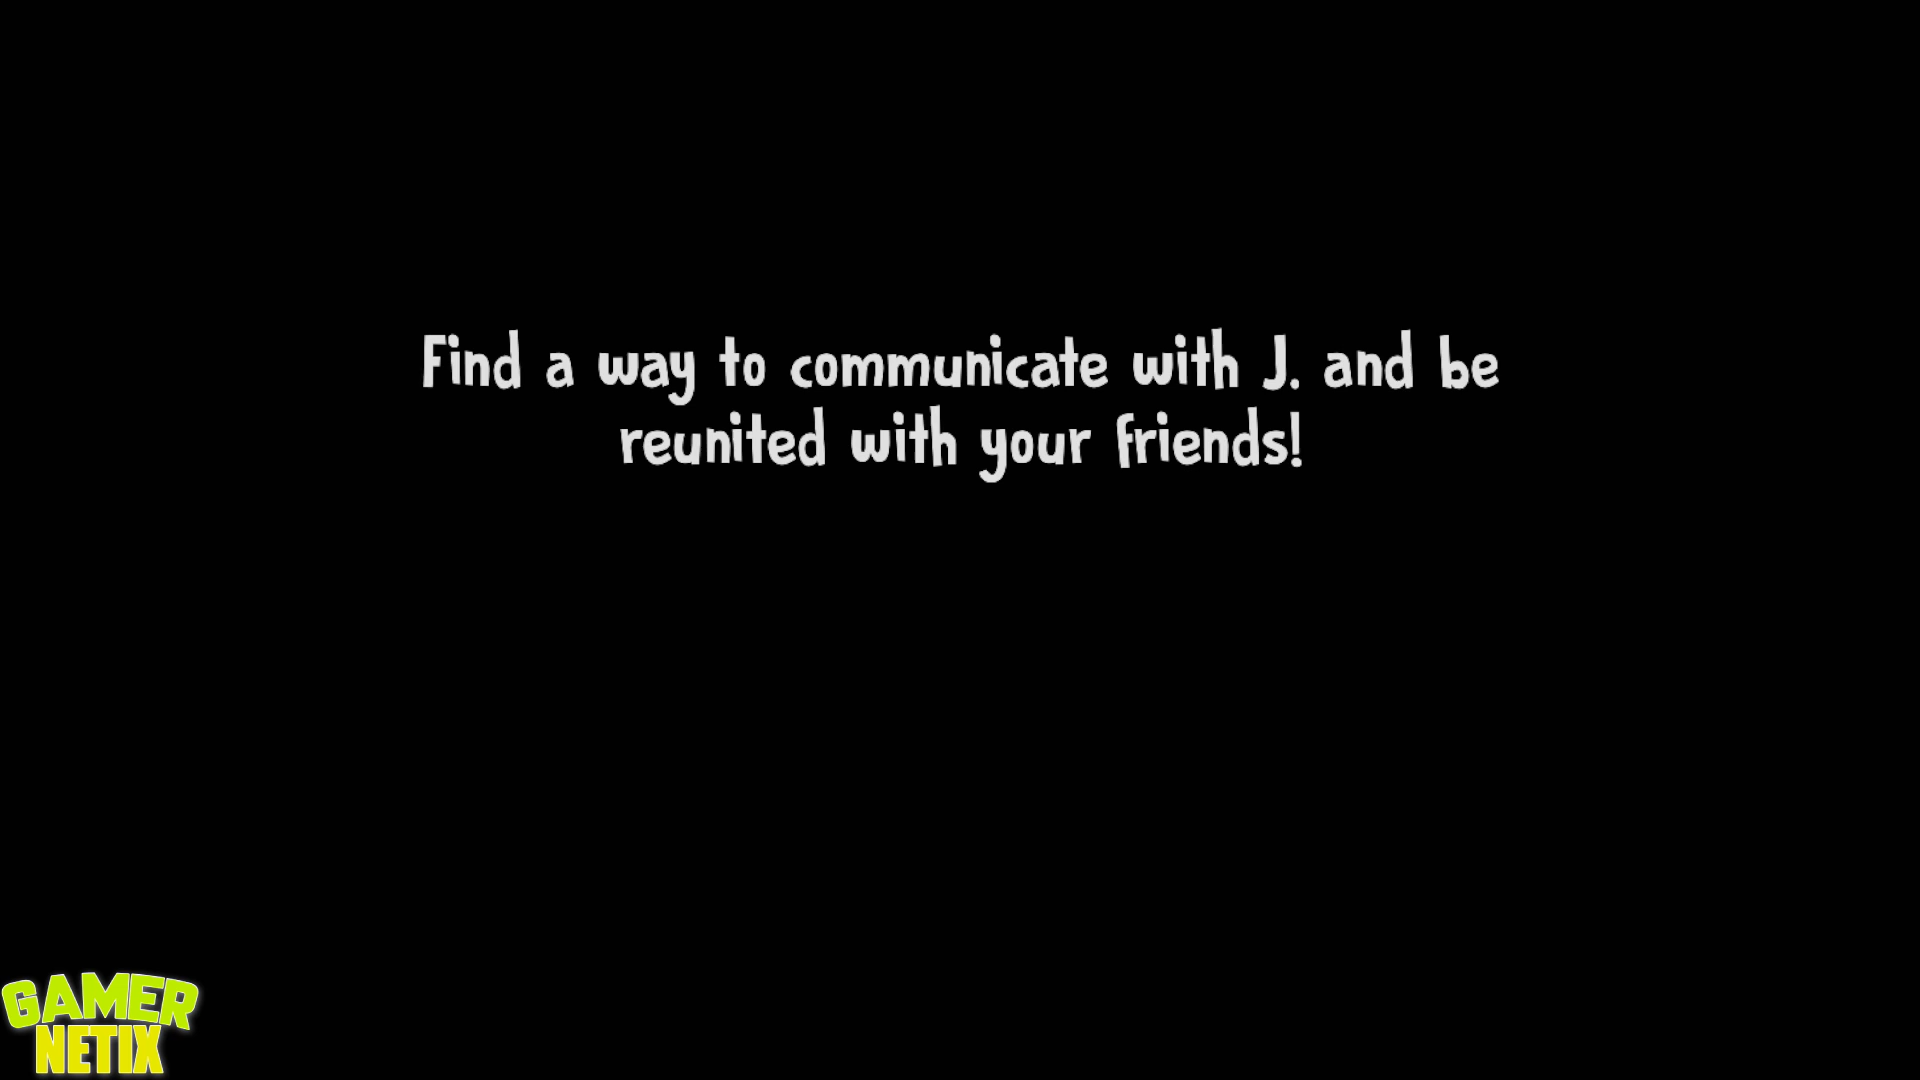 Find a way to communicate with J. and be
reunited with your friends!
GAMER
NETIX